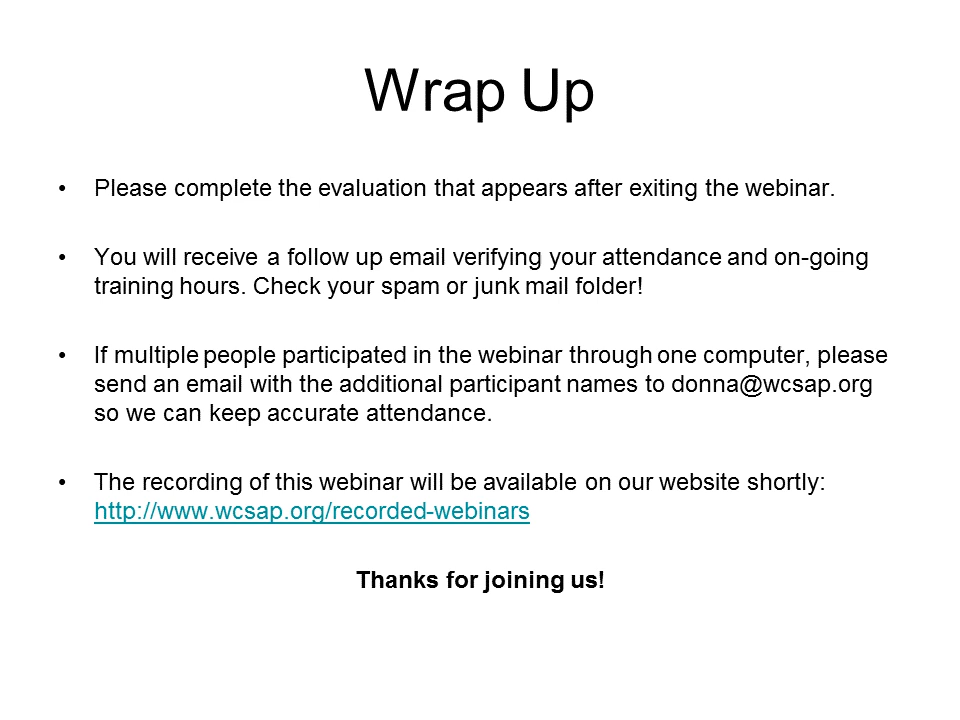 Wrap Up
• Please complete the evaluation that appears after exiting the webinar.
• You will receive a follow up email verifying your attendance and on-going
training hours. Check your spam or junk mail folder!
• If multiple people participated in the webinar through one computer, please
send an email with the additional participant names to donna@wcsap.org
so we can keep accurate attendance.
• The recording of this webinar will be available on our website shortly:
http://www.wcsap.org/recorded-webinars
Thanks for joining us!